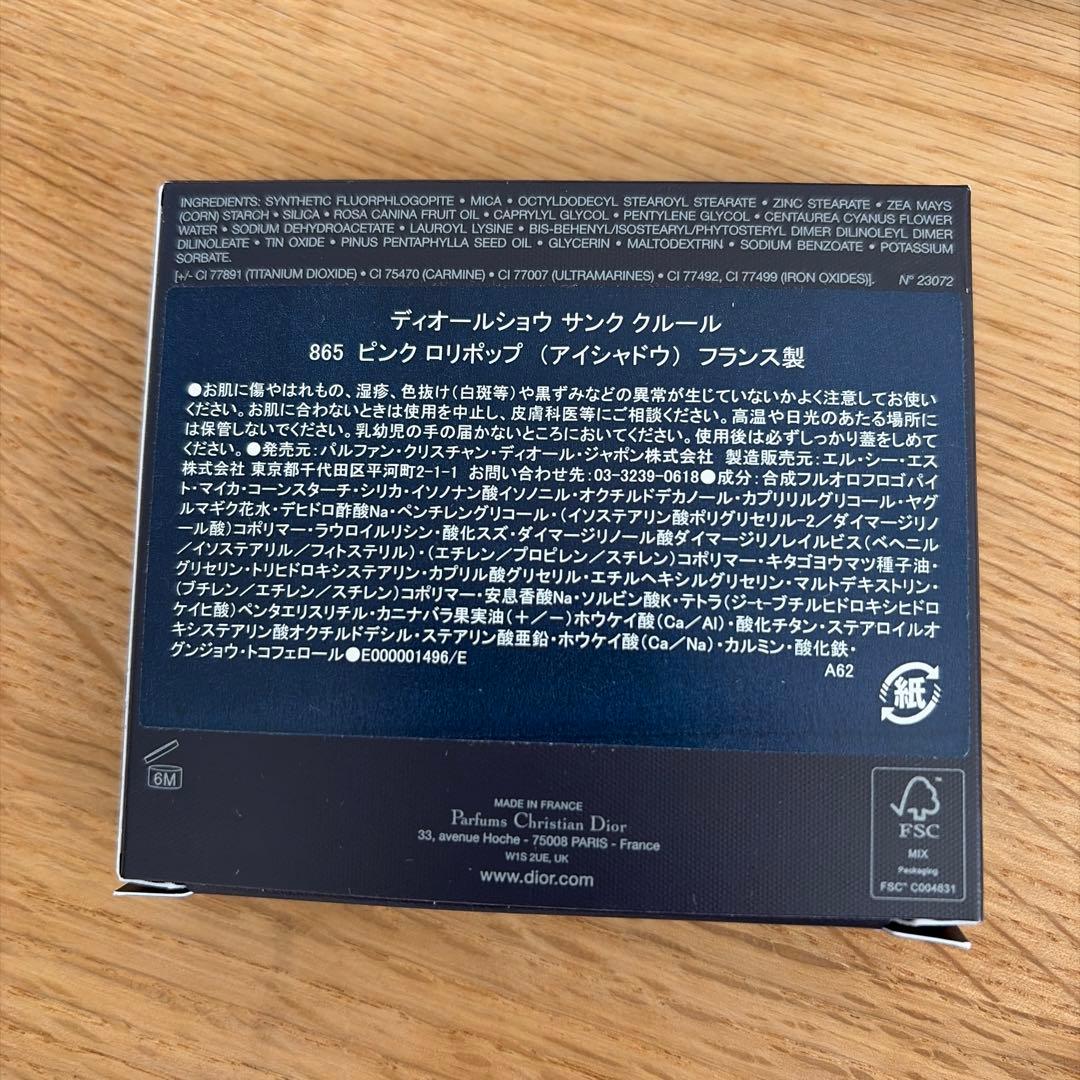 INGREDIENTS: SYNTHETIC FLUORPHLOGOPITE • MICA • OCTYLDODECYL STEAROYL STEARATE • ZINC STEARATE • ZEA MAYS
(CORN) STARCH • SILICA • ROSA CANINA FRUIT OIL • CAPRYLYL GLYCOL • PENTYLENE GLYCOL • CENTAUREA CYANUS FLOWER
WATER • SODIUM DEHYDROACETATE • LAUROYL LYSINE • BIS-BEHENYL/ISOSTEARYL/PHYTOSTERYL DIMER DILINOLEYL DIMER
DILINOLEATE • TIN OXIDE • PINUS PENTAPHYLLA SEED OIL • GLYCERIN • MALTODEXTRIN • SODIUM BENZOATE • POTASSIUM
SORBATE.
[+/- CI 77891 (TITANIUM DIOXIDE) • CI 75470 (CARMINE) • CI 77007 (ULTRAMARINES) • CI 77492, CI 77499 (IRON OXIDES)]. N° 23072
ディオールショウ サンク クルール
865 ピンク ロリポップ （アイシャドウ） フランス製
●お肌に傷やはれもの、湿疹、色抜け(白斑等)や黒ずみなどの異常が生じていないかよく注意してお使い
ください。お肌に合わないときは使用を中止し、皮膚科医等にご相談ください。高温や日光のあたる場所に
は保管しないでください。乳幼児の手の届かないところにおいてください。使用後は必ずしっかり蓋をしめて
ください。●発売元：パルファン・クリスチャン・ディオール・ジャポン株式会社 製造販売元：エル・シー・エス
株式会社 東京都千代田区平河町2-1-1 お問い合わせ先：03-3239-0618●成分：合成フルオロフロゴパイ
ト・マイカ・コーンスターチ・シリカ・イソノナン酸イソノニル・オクチルドデカノール・カプリリルグリコール・ヤグ
ルマギク花水・デヒドロ酢酸Na・ペンチレングリコール・(イソステアリン酸ポリグリセリル-2／ダイマージリノ
ール酸)コポリマー・ラウロイルリシン・酸化スズ・ダイマージリノール酸ダイマージリノレイルビス(ベヘニル
／イソステアリル／フィトステリル)・(エチレン／プロピレン／スチレン)コポリマー・キタゴヨウマツ種子油・
グリセリン・トリヒドロキシステアリン・カプリル酸グリセリル・エチルヘキシルグリセリン・マルトデキストリン・
(ブチレン／エチレン／スチレン)コポリマー・安息香酸Na・ソルビン酸K・テトラ(ジ-t-ブチルヒドロキシヒドロ
ケイヒ酸)ペンタエリスリチル・カニナバラ果実油(＋／－)ホウケイ酸(Ca／Al)・酸化チタン・ステアロイルオ
キシステアリン酸オクチルドデシル・ステアリン酸亜鉛・ホウケイ酸(Ca／Na)・カルミン・酸化鉄・
グンジョウ・トコフェロール●E000001496/E
A62
紙
6M
MADE IN FRANCE
Parfums Christian Dior
33, avenue Hoche - 75008 PARIS - France
W1S 2UE, UK
www.dior.com
FSC
MIX
Packaging
FSC™ C004831